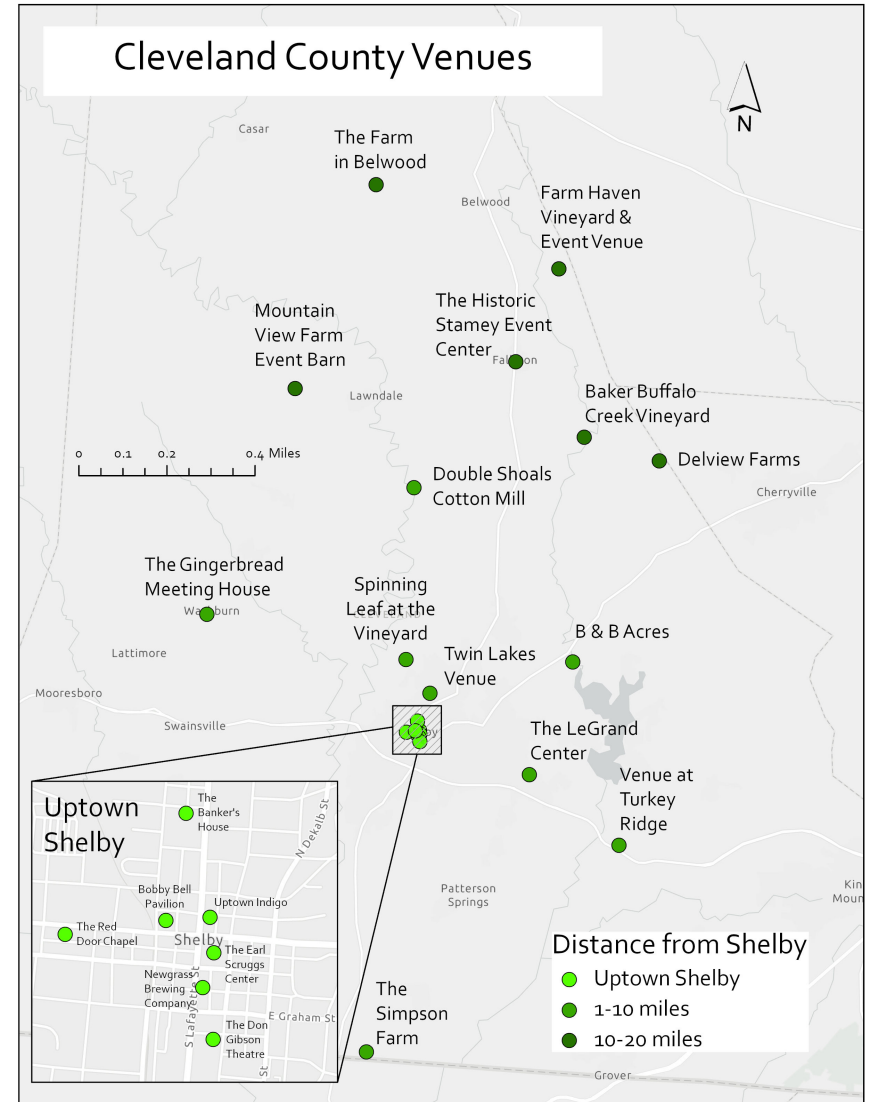 Cleveland County Venues
N
Casar
The Farm
in Belwood
Belwood
Farm Haven
Vineyard &
Event Venue
The Historic
Stamey Event
Center
Mountain
View Farm
Event Barn
Lawndale
Baker Buffalo
Creek Vineyard
Delview Farms
0 0.1 0.2 0.4 Miles
Double Shoals
Cotton Mill
Cherryville
The Gingerbread
Meeting House
Spinning
Leaf at the
Vineyard
Lattimore
B & B Acres
Twin Lakes
Venue
Mooresboro
Swainsville
The LeGrand
Center
Venue at
Turkey
Ridge
Uptown
Shelby
The
Banker's
House
N Dekalb St
Bobby Bell
Pavilion
Uptown Indigo
The Red
Door Chapel
Shelby
The Earl
Scruggs
Center
Newgrass
Brewing
Company
S Lafayette St
E Graham St
The Don
Gibson
Theatre
St
Patterson
Springs
The
Simpson
Farm
Distance from Shelby
Uptown Shelby
1-10 miles
10-20 miles
Grover